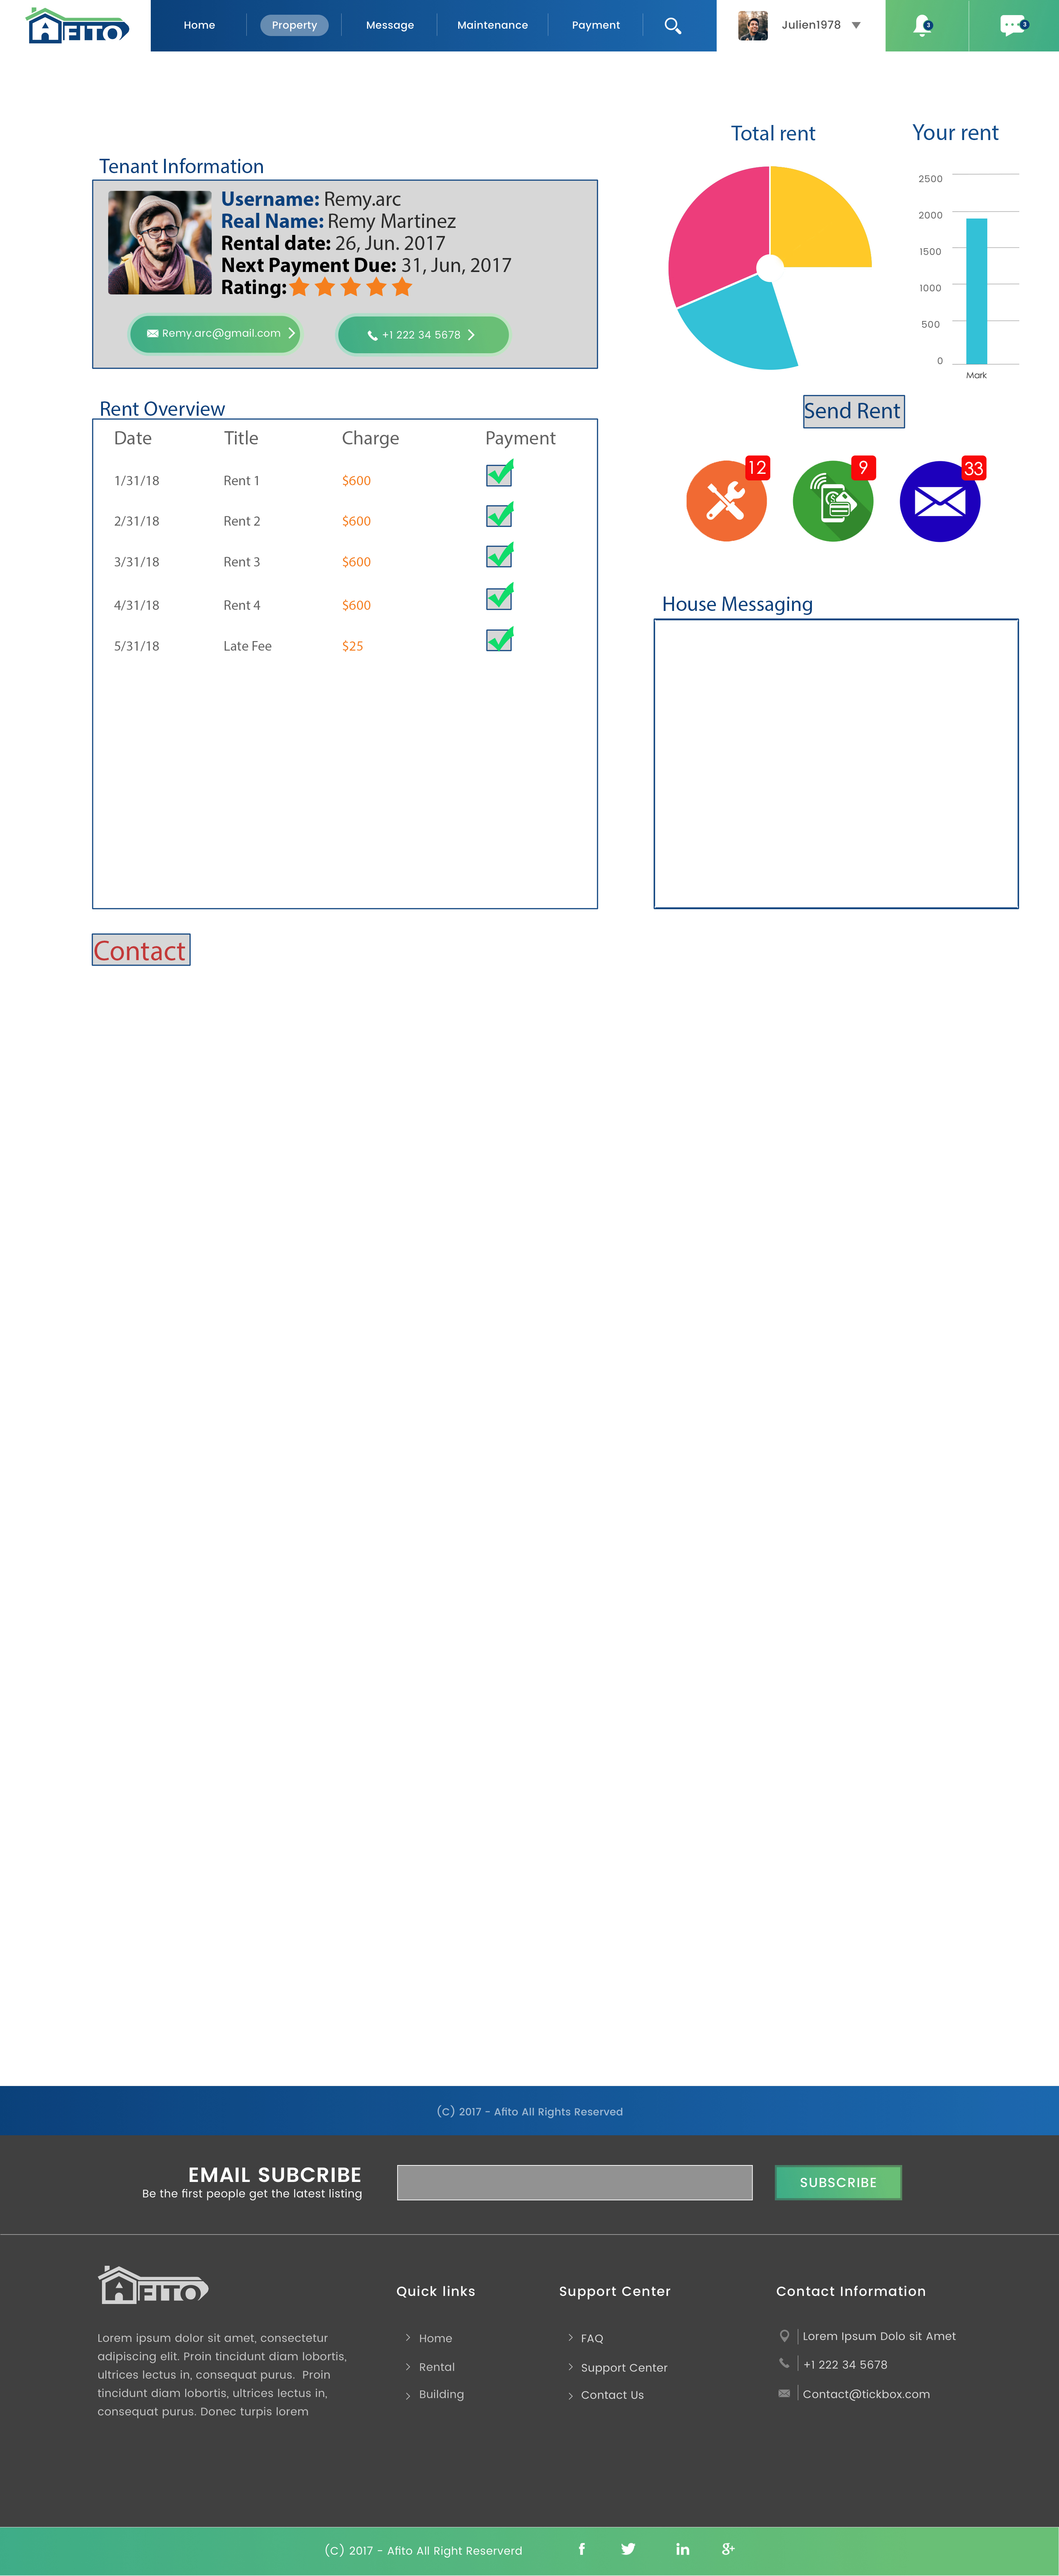 AFITO
Home
Property
Message
Maintenance
Payment
Julien1978
3
3
Total rent
Your rent
2500
2000
1500
1000
500
0
Mark
Tenant Information
Username: Remy.arc
Real Name: Remy Martinez
Rental date: 26, Jun. 2017
Next Payment Due: 31, Jun, 2017
Rating:
Remy.arc@gmail.com
+1 222 34 5678
Send Rent
12
9
33
Rent Overview
Date Title Charge Payment
1/31/18 Rent 1 $600
2/31/18 Rent 2 $600
3/31/18 Rent 3 $600
4/31/18 Rent 4 $600
5/31/18 Late Fee $25
House Messaging
Contact
(C) 2017 - Afito All Rights Reserved
EMAIL SUBCRIBE
Be the first people get the latest listing
SUBSCRIBE
AFITO
Lorem ipsum dolor sit amet, consectetur
adipiscing elit. Proin tincidunt diam lobortis,
ultrices lectus in, consequat purus. Proin
tincidunt diam lobortis, ultrices lectus in,
consequat purus. Donec turpis lorem
Quick links
Home
Rental
Building
Support Center
FAQ
Support Center
Contact Us
Contact Information
Lorem Ipsum Dolo sit Amet
+1 222 34 5678
Contact@tickbox.com
(C) 2017 - Afito All Right Reserverd
f
in
g+